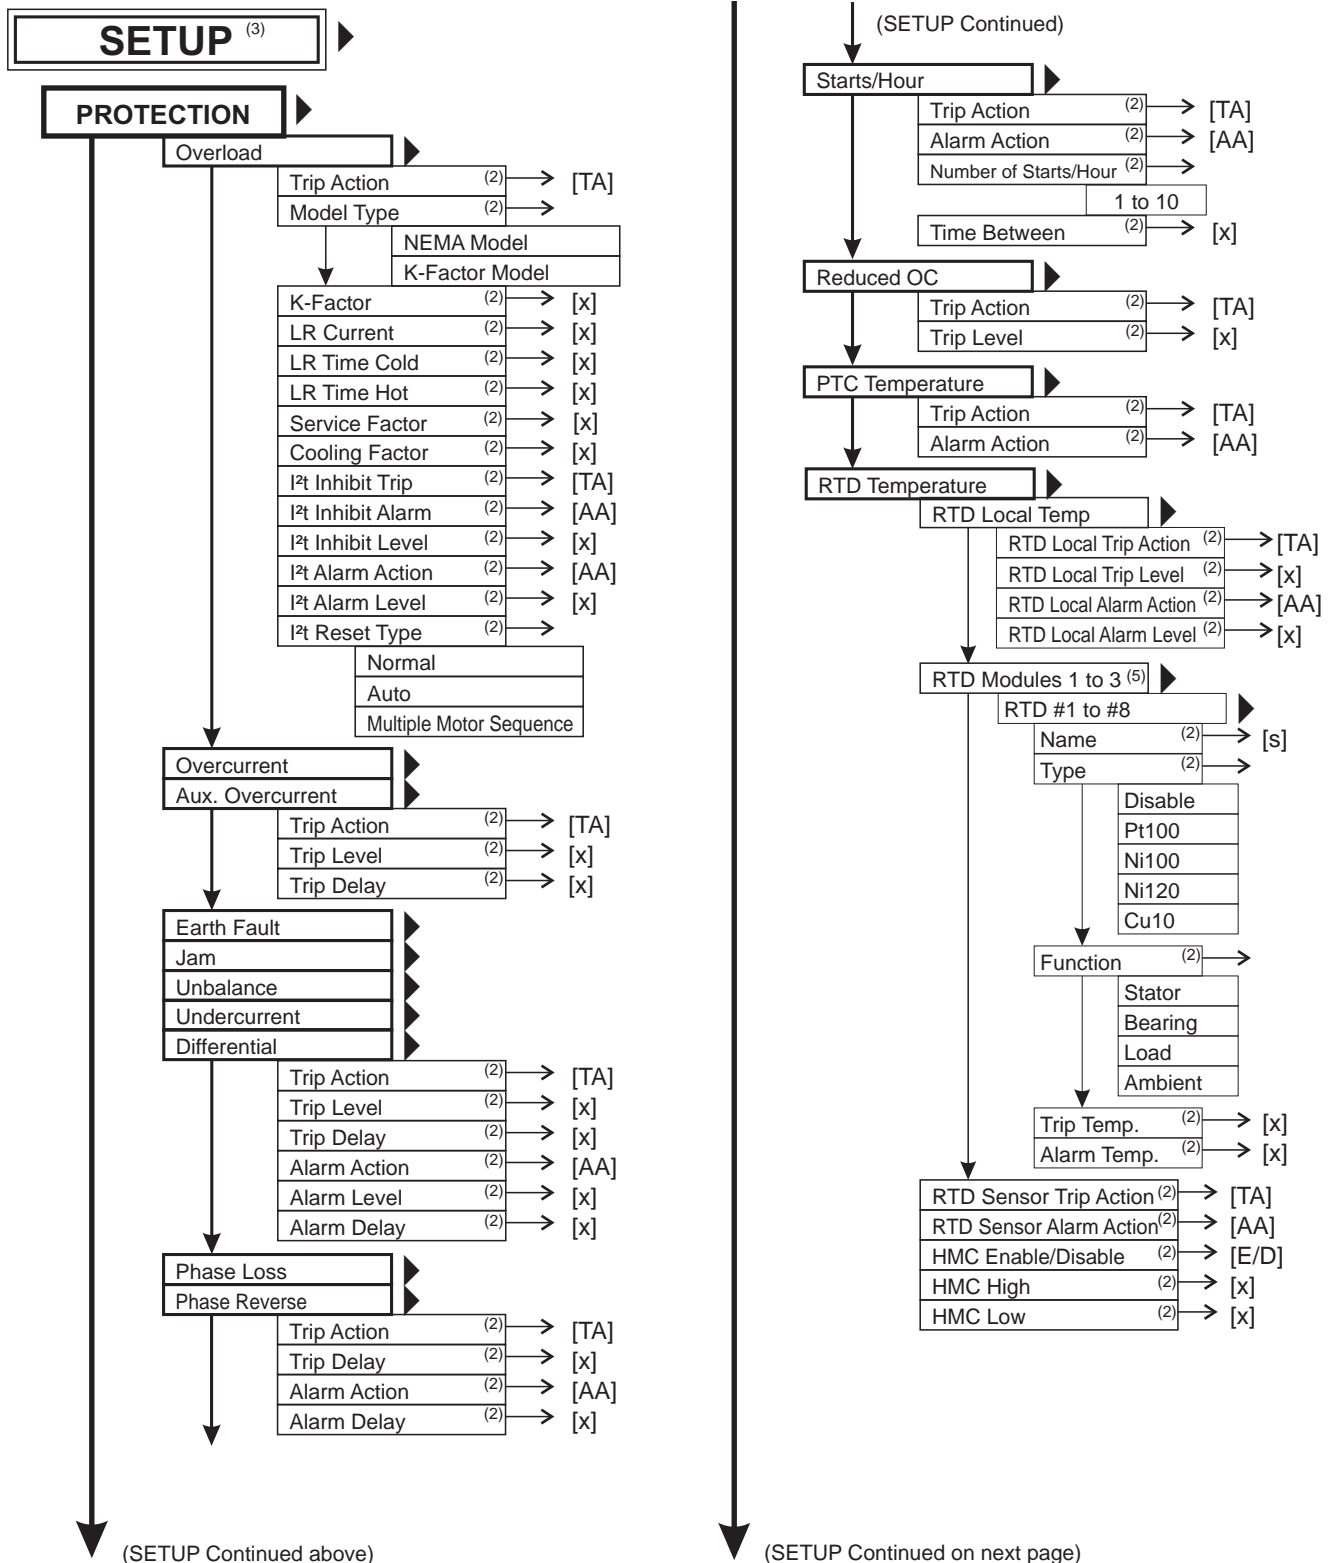 SETUP (3)
PROTECTION
Overload
Trip Action (2) [TA]
Model Type (2)
NEMA Model
K-Factor Model
K-Factor (2) [x]
LR Current (2) [x]
LR Time Cold (2) [x]
LR Time Hot (2) [x]
Service Factor (2) [x]
Cooling Factor (2) [x]
I²t Inhibit Trip (2) [TA]
I²t Inhibit Alarm (2) [AA]
I²t Inhibit Level (2) [x]
I²t Alarm Action (2) [AA]
I²t Alarm Level (2) [x]
I²t Reset Type (2)
Normal
Auto
Multiple Motor Sequence
Overcurrent
Aux. Overcurrent
Trip Action (2) [TA]
Trip Level (2) [x]
Trip Delay (2) [x]
Earth Fault
Jam
Unbalance
Undercurrent
Differential
Trip Action (2) [TA]
Trip Level (2) [x]
Trip Delay (2) [x]
Alarm Action (2) [AA]
Alarm Level (2) [x]
Alarm Delay (2) [x]
Phase Loss
Phase Reverse
Trip Action (2) [TA]
Trip Delay (2) [x]
Alarm Action (2) [AA]
Alarm Delay (2) [x]
(SETUP Continued above)
(SETUP Continued)
Starts/Hour
Trip Action (2) [TA]
Alarm Action (2) [AA]
Number of Starts/Hour (2)
1 to 10
Time Between (2) [x]
Reduced OC
Trip Action (2) [TA]
Trip Level (2) [x]
PTC Temperature
Trip Action (2) [TA]
Alarm Action (2) [AA]
RTD Temperature
RTD Local Temp
RTD Local Trip Action (2) [TA]
RTD Local Trip Level (2) [x]
RTD Local Alarm Action (2) [AA]
RTD Local Alarm Level (2) [x]
RTD Modules 1 to 3 (5)
RTD #1 to #8
Name (2) [s]
Type (2)
Disable
Pt100
Ni100
Ni120
Cu10
Function (2)
Stator
Bearing
Load
Ambient
Trip Temp. (2) [x]
Alarm Temp. (2) [x]
RTD Sensor Trip Action (2) [TA]
RTD Sensor Alarm Action (2) [AA]
HMC Enable/Disable (2) [E/D]
HMC High (2) [x]
HMC Low (2) [x]
(SETUP Continued on next page)